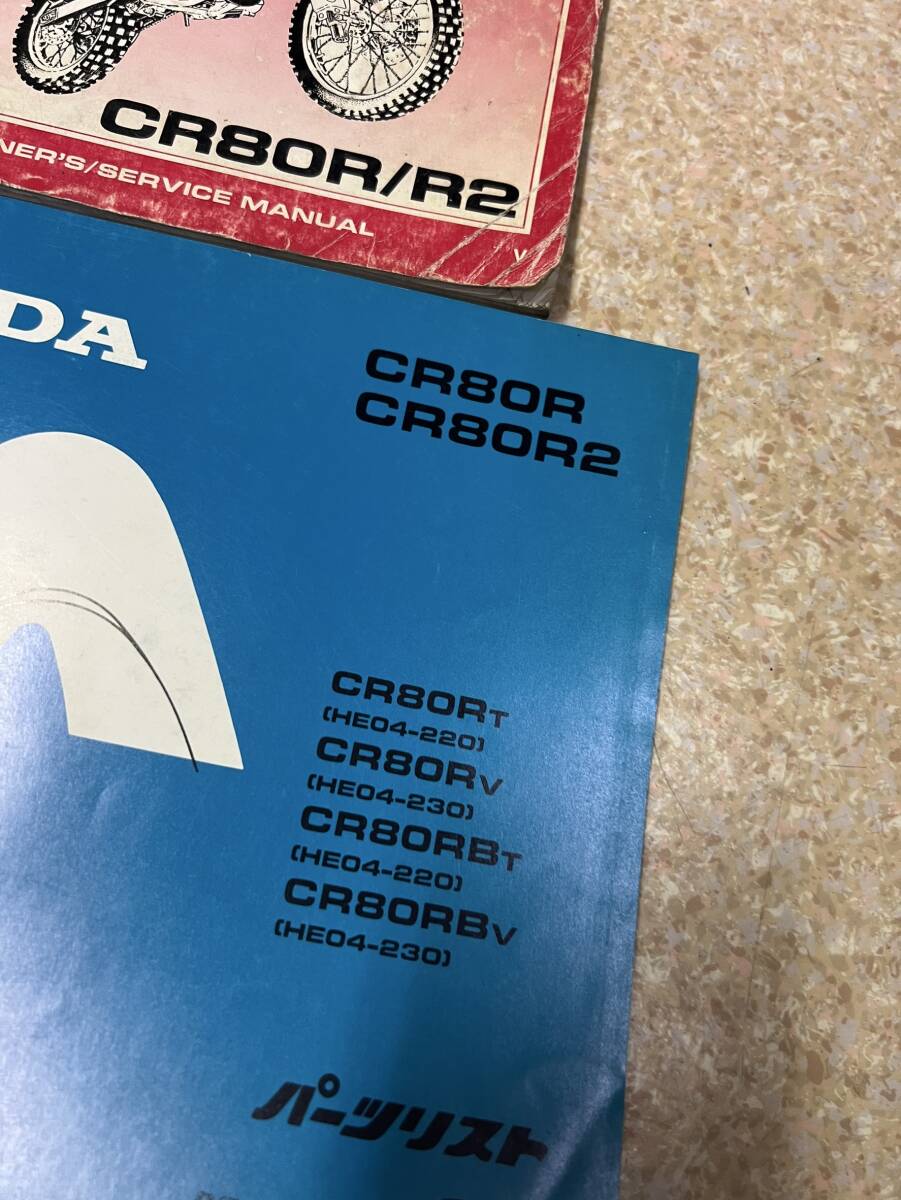 CR80R/R2
NER'S/SERVICE MANUAL
V
DA
CR80R
CR80R2
CR80RT
(HE04-220)
CR80RV
(HE04-230)
CR80RBT
(HE04-220)
CR80RBV
(HE04-230)
パーツリスト